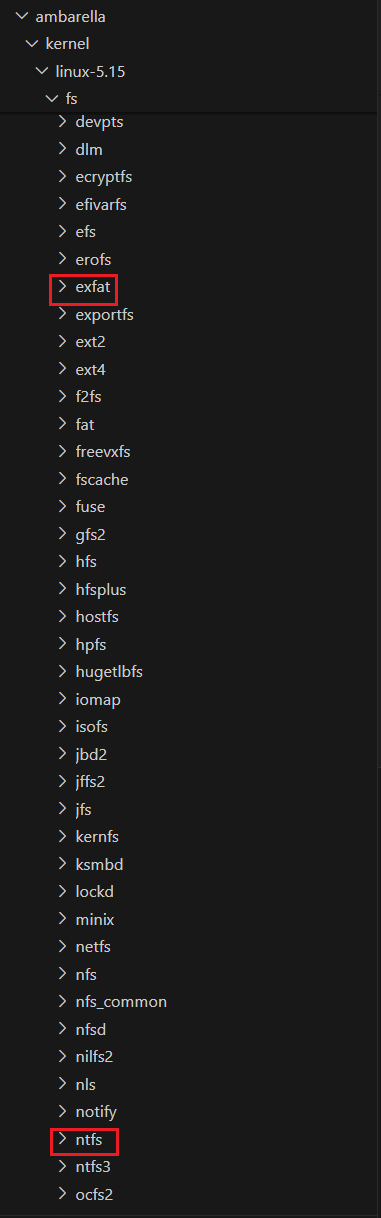 ambarella
kernel
linux-5.15
fs
devpts
dlm
ecryptfs
efivarfs
efs
erofs
exfat
exportfs
ext2
ext4
f2fs
fat
freevxfs
fscache
fuse
gfs2
hfs
hfsplus
hostfs
hpfs
hugetlbfs
iomap
isofs
jbd2
jffs2
jfs
kernfs
ksmbd
lockd
minix
netfs
nfs
nfs_common
nfsd
nilfs2
nls
notify
ntfs
ntfs3
ocfs2